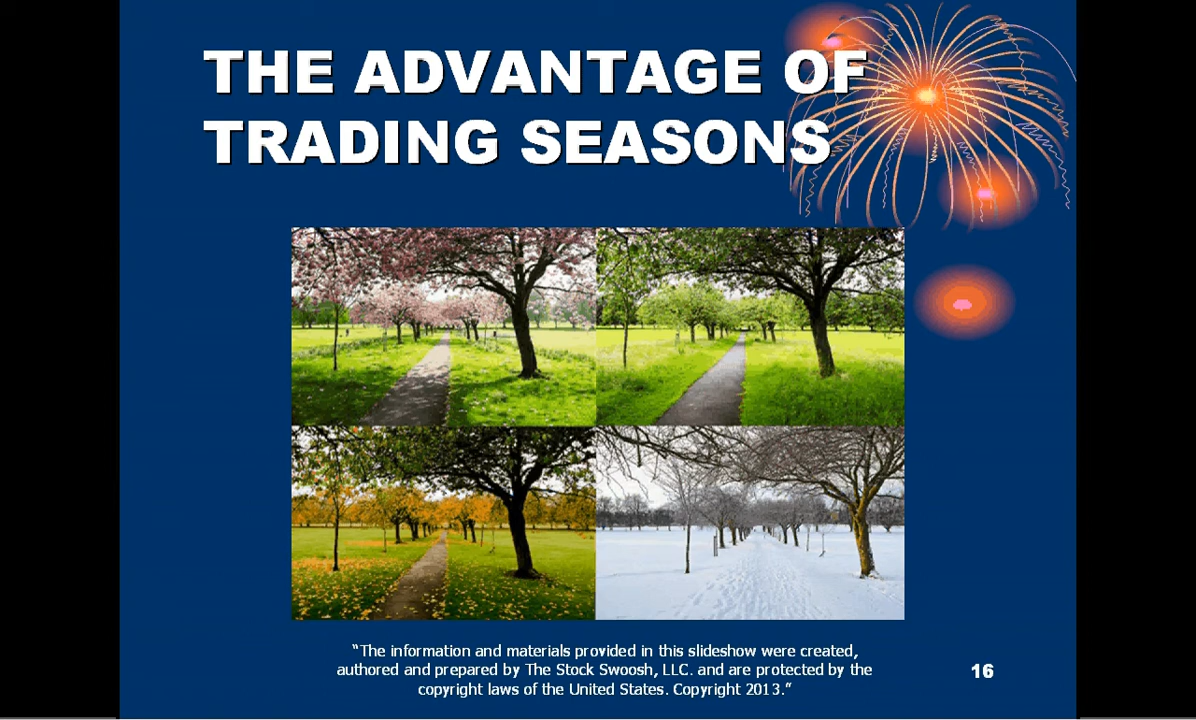 THE ADVANTAGE OF
TRADING SEASONS
“The information and materials provided in this slideshow were created,
authored and prepared by The Stock Swoosh, LLC. and are protected by the
copyright laws of the United States. Copyright 2013.”
16